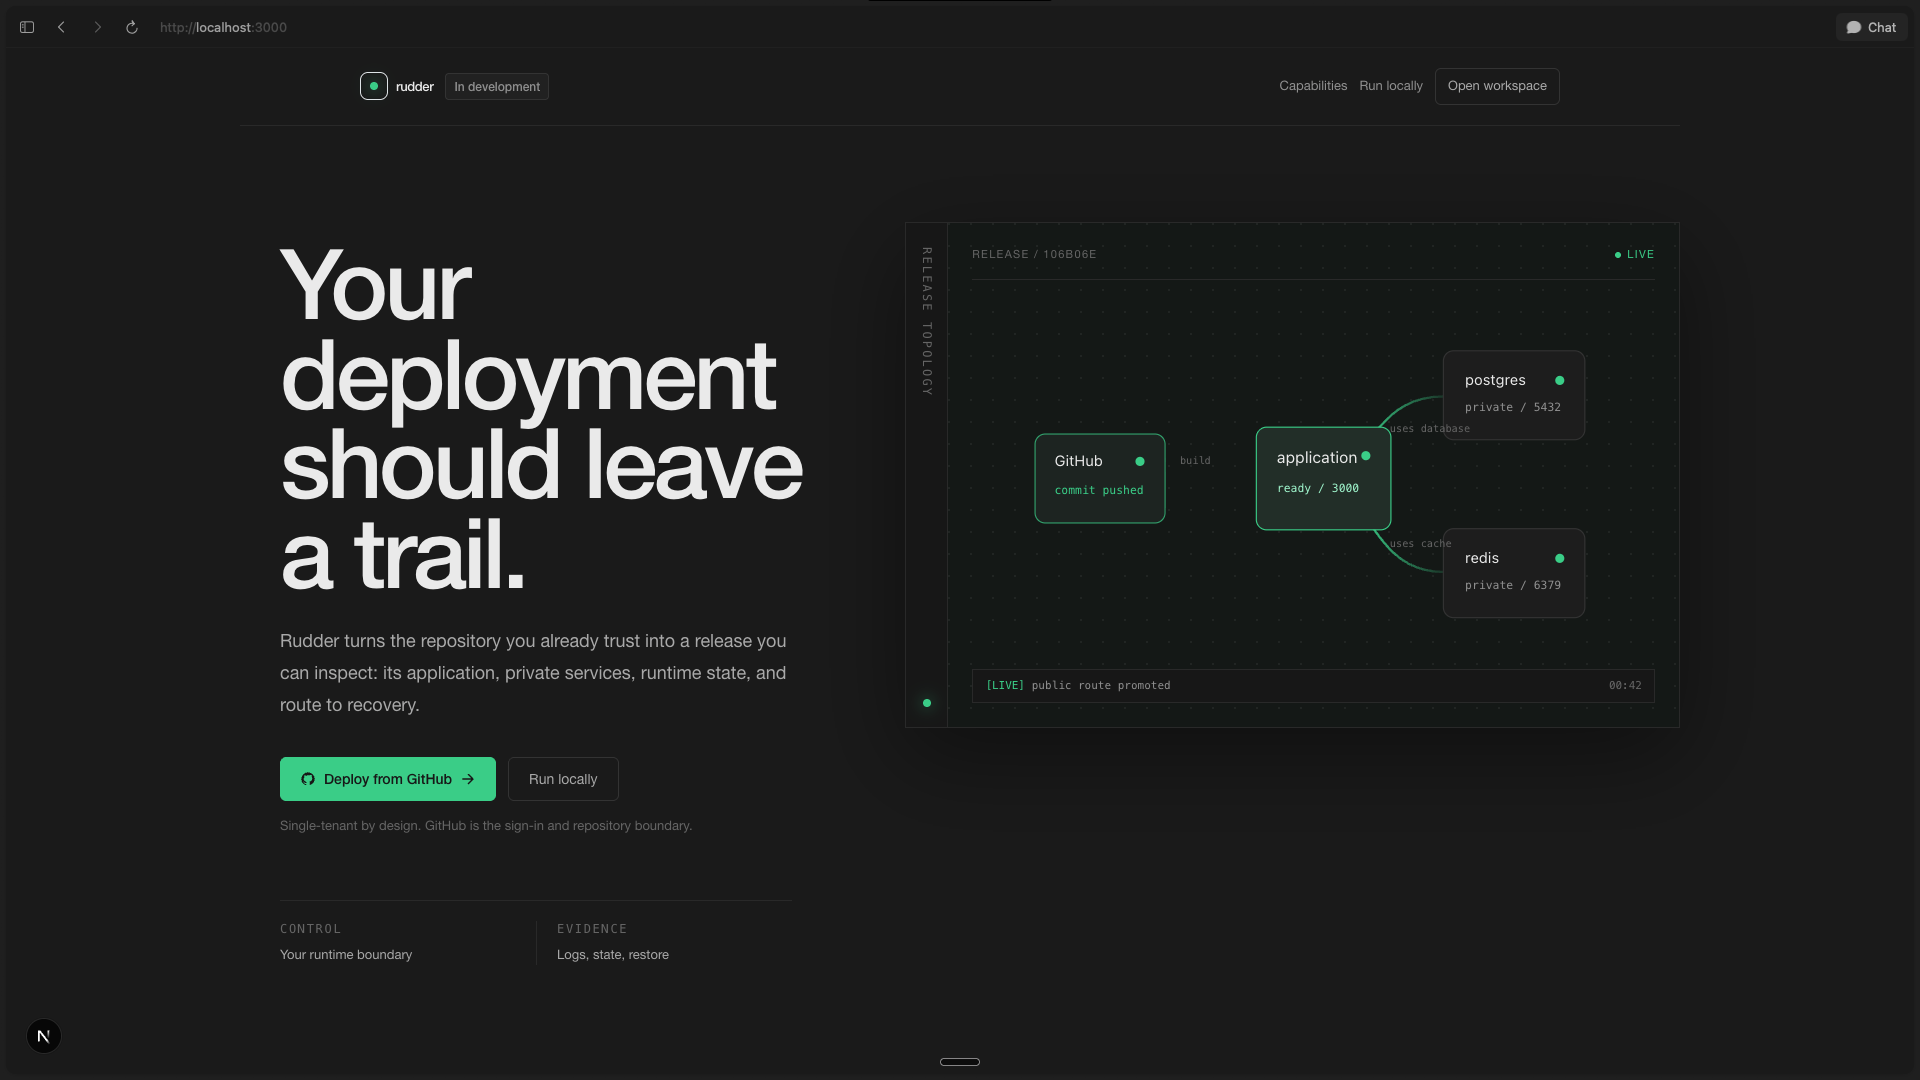 http://localhost:3000
Chat
rudder
In development
Capabilities
Run locally
Open workspace
Your
deployment
should leave
a trail.
Rudder turns the repository you already trust into a release you
can inspect: its application, private services, runtime state, and
route to recovery.
Deploy from GitHub →
Run locally
Single-tenant by design. GitHub is the sign-in and repository boundary.
CONTROL
Your runtime boundary
EVIDENCE
Logs, state, restore
RELEASE TOPOLOGY
RELEASE / 106B06E
LIVE
GitHub
commit pushed
build
application
ready / 3000
uses database
postgres
private / 5432
uses cache
redis
private / 6379
[LIVE] public route promoted
00:42
N